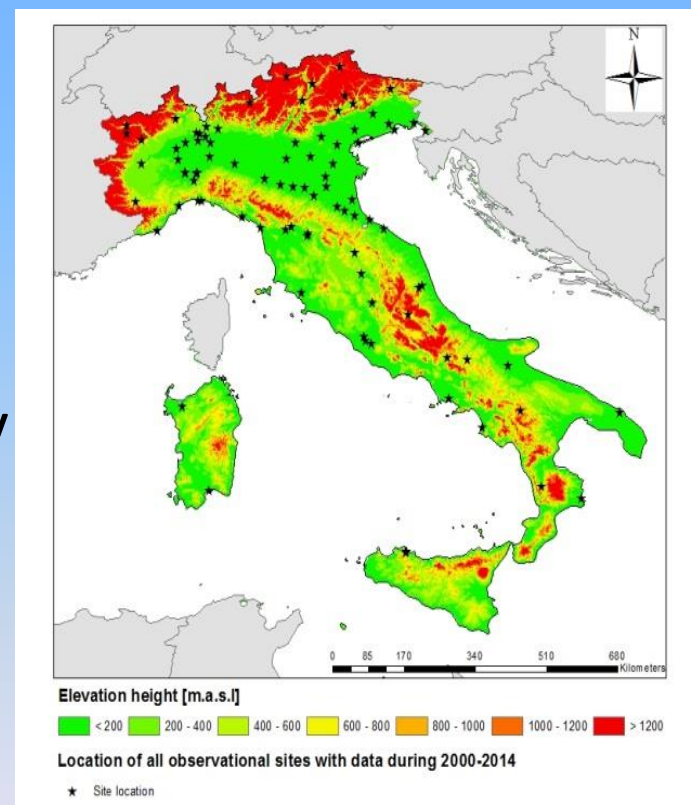 N
y
0 85 170 340 510 680
Kilometers
Elevation height [m.a.s.l]
< 200 200 - 400 400 - 600 600 - 800 800 - 1000 1000 - 1200 > 1200
Location of all observational sites with data during 2000-2014
Site location